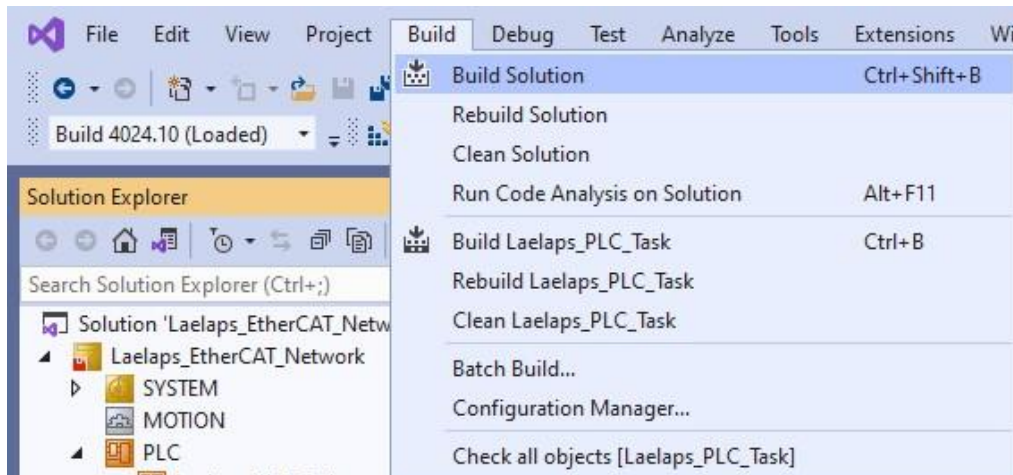 File Edit View Project Build Debug Test Analyze Tools Extensions
Build Solution Ctrl+Shift+B
Rebuild Solution
Build 4024.10 (Loaded)
Clean Solution
Run Code Analysis on Solution Alt+F11
Solution Explorer
Build Laelaps_PLC_Task Ctrl+B
Search Solution Explorer (Ctrl+;)
Rebuild Laelaps_PLC_Task
Solution 'Laelaps_EtherCAT_Netw
Clean Laelaps_PLC_Task
Laelaps_EtherCAT_Network
Batch Build...
SYSTEM
Configuration Manager...
MOTION
PLC
Check all objects [Laelaps_PLC_Task]